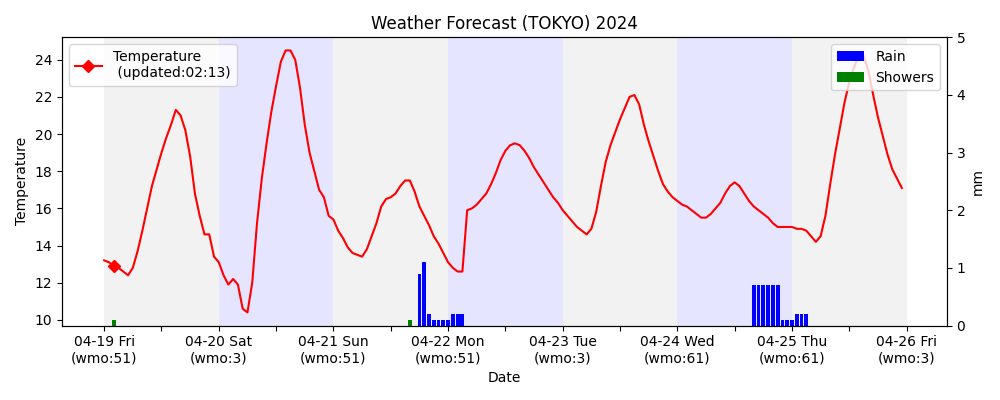 Weather Forecast (TOKYO) 2024
Temperature
(updated:02:13)
Rain
Showers
24
22
20
18
16
14
12
10
Temperature
5
4
3
2
1
0
mm
04-19 Fri
(wmo:51)
04-20 Sat
(wmo:3)
04-21 Sun
(wmo:51)
04-22 Mon
(wmo:51)
04-23 Tue
(wmo:3)
04-24 Wed
(wmo:61)
04-25 Thu
(wmo:61)
04-26 Fri
(wmo:3)
Date